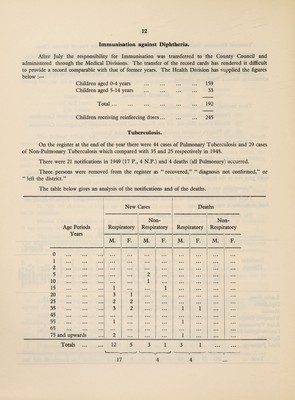 12
Immunisation against Diphtheria.
After July the responsibility for Immunisation was transferred to the County Council and
administered through the Medical Divisions. The transfer of the record cards has rendered it difficult
to provide a record comparable with that of former years. The Health Division has supplied the figures
below :—
Children aged 0-4 years ... ... ... ... 159
Children aged 5-14 years ... ... ... ... 33
Total ... ... ... ... ... 192
Children receiving reinforcing doses ... ... ... 245
Tuberculosis.
On the register at the end of the year there were 44 cases of Pulmonary Tuberculosis and 29 cases
of Non-Pulmonary Tuberculosis which compared with 35 and 25 respectively in 1948.
There were 21 notifications in 1949 (17 P., 4 N.P.) and 4 deaths (all Pulmonary) occurred.
Three persons were removed from the register as “ recovered,” “ diagnosis not confirmed,” or
“ left the district.”
The table below gives an analysis of the notifications and of the deaths.
Age Periods Years New Cases Deaths
Respiratory Non-Respiratory Respiratory Non-Respiratory
M. F. M. F. M. F. M. F.
0 ... ... ... ... ... ... ... ... ... ... ...
1 ... ... ... ... ... ... ... ... ... ... ...
2 ... ... ... ... ... ... ... ... ... ... ...
5 ... ... ... ... ... 2 ... ... ... ... ...
10 ... ... ... ... ... 1 ... ... ... ... ...
15 ... ... ... 1 ... ... 1 ... ... ... ...
20 ... ... ... 3 1 ... ... ... ... ... ...
25 ... ... ... 2 2 ... ... ... ... ... ...
35 ... ... ... 3 2 ... ... 1 1 ... ...
45 ... ... ... ... ... ... ... ... ... ... ...
55 ... ... ... 1 ... ... ... 1 ... ... ...
65 ... ... ... ... ... ... ... ... ... ... ...
75 and upwards ... 2 ... ... ... 1 ... ... ...
Totals ... ... 12 5 3 1 3 1 ... ...
17 4 4 ...